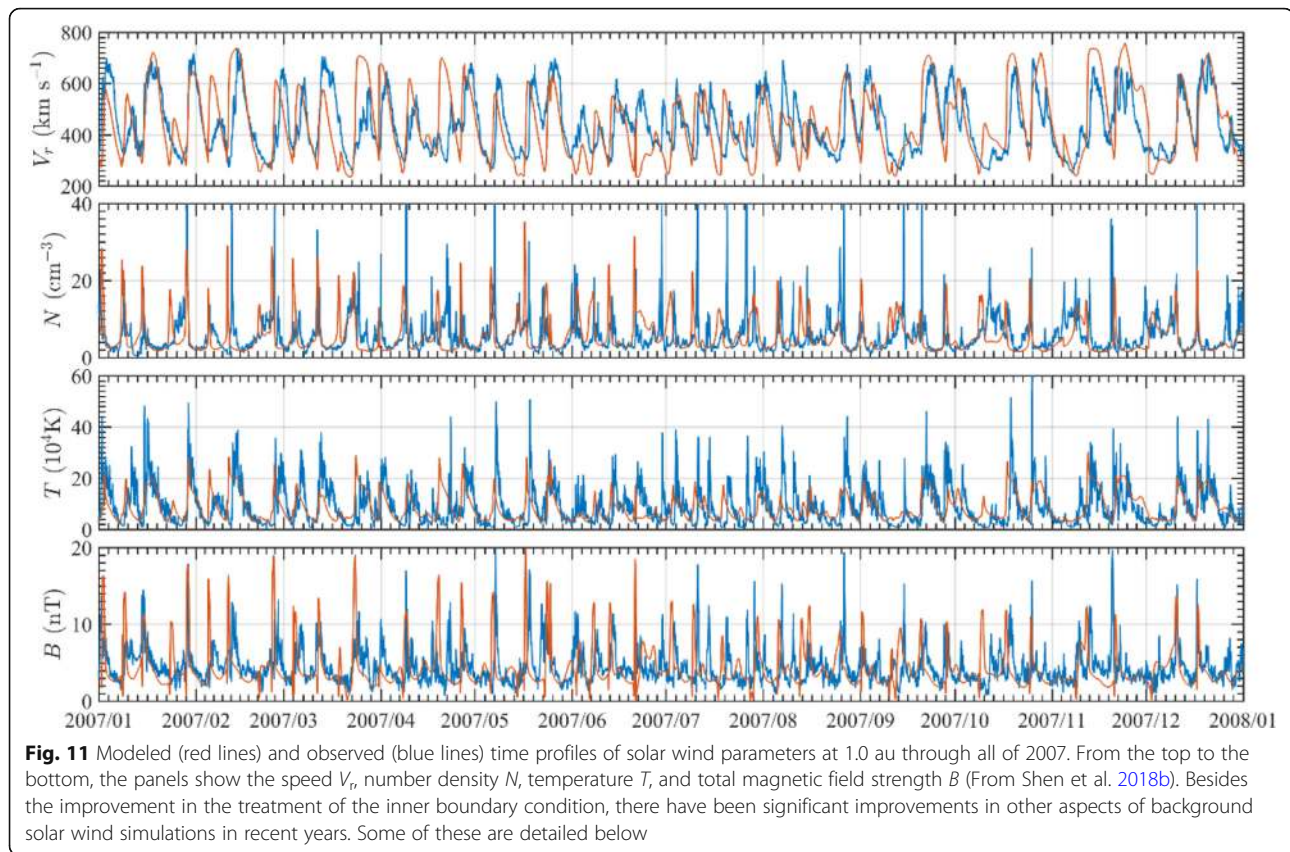 800
600
400
200
V_r (km s⁻¹)
40
20
0
N (cm⁻³)
60
40
20
0
T (10⁴K)
20
10
0
B (nT)
2007/01 2007/02 2007/03 2007/04 2007/05 2007/06 2007/07 2007/08 2007/09 2007/10 2007/11 2007/12 2008/01
Fig. 11 Modeled (red lines) and observed (blue lines) time profiles of solar wind parameters at 1.0 au through all of 2007. From the top to the
bottom, the panels show the speed V_r, number density N, temperature T, and total magnetic field strength B (From Shen et al. 2018b). Besides
the improvement in the treatment of the inner boundary condition, there have been significant improvements in other aspects of background
solar wind simulations in recent years. Some of these are detailed below